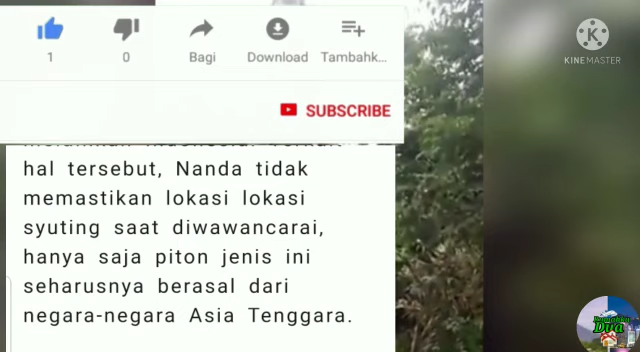 1
0
Bagi
Download
Tambahk...
KINEMASTER
SUBSCRIBE
hal tersebut, Nanda tidak
memastikan lokasi lokasi
syuting saat diwawancarai,
hanya saja piton jenis ini
seharusnya berasal dari
negara-negara Asia Tenggara.
Dua